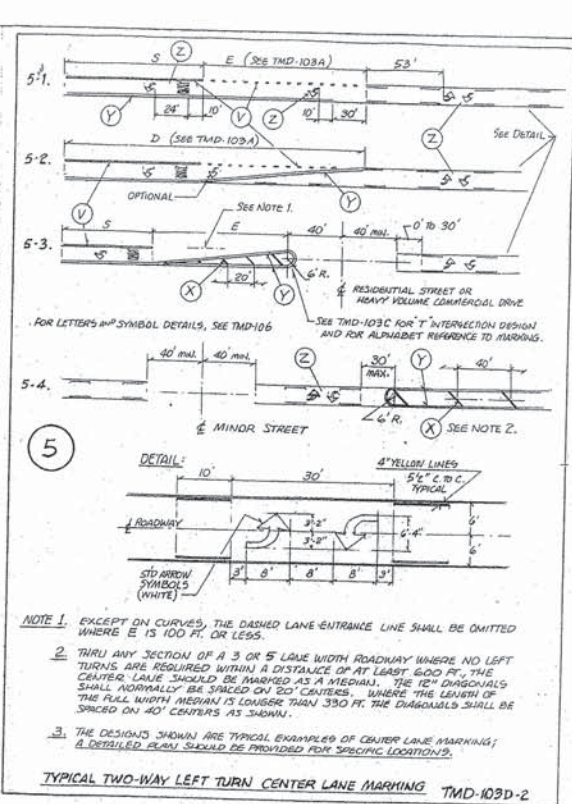 S E (SEE TMD-103A) 53'
5-1. Z
Y 24' 10' V Z 10' 30' Z
D (SEE TMD-103A) SEE DETAIL
5-2.
OPTIONAL Y
V S SEE NOTE 1. E 40' 40' MIN. 0' TO 30'
5-3.
X 20' Y 6' R. ℄ RESIDENTIAL STREET OR
HEAVY VOLUME COMMERCIAL DRIVE
FOR LETTERS AND SYMBOL DETAILS, SEE TMD-106
SEE TMD-103C FOR "T" INTERSECTION DESIGN
AND FOR ALPHABET REFERENCE TO MARKING.
40' MIN. 40' MIN. Z 30' MAX. Y 40'
5-4.
6' R. X SEE NOTE 2.
℄ MINOR STREET
5
DETAIL: 4" YELLOW LINES
10' 30' 5½" C. TO C.
TYPICAL
℄ ROADWAY 3'-2" 6'
3'-2" 6'-4" 6'
STD ARROW 3' 8' 8' 8' 3'
SYMBOLS
(WHITE)
NOTE 1. EXCEPT ON CURVES, THE DASHED LANE ENTRANCE LINE SHALL BE OMITTED
WHERE E IS 100 FT. OR LESS.
2. THRU ANY SECTION OF A 3 OR 5 LANE WIDTH ROADWAY WHERE NO LEFT
TURNS ARE REQUIRED WITHIN A DISTANCE OF AT LEAST 600 FT., THE
CENTER LANE SHOULD BE MARKED AS A MEDIAN. THE 12" DIAGONALS
SHALL NORMALLY BE SPACED ON 20' CENTERS. WHERE THE LENGTH OF
THE FULL WIDTH MEDIAN IS LONGER THAN 330 FT. THE DIAGONALS SHALL BE
SPACED ON 40' CENTERS AS SHOWN.
3. THE DESIGNS SHOWN ARE TYPICAL EXAMPLES OF CENTER LANE MARKING;
A DETAILED PLAN SHOULD BE PROVIDED FOR SPECIFIC LOCATIONS.
TYPICAL TWO-WAY LEFT TURN CENTER LANE MARKING TMD-103D-2